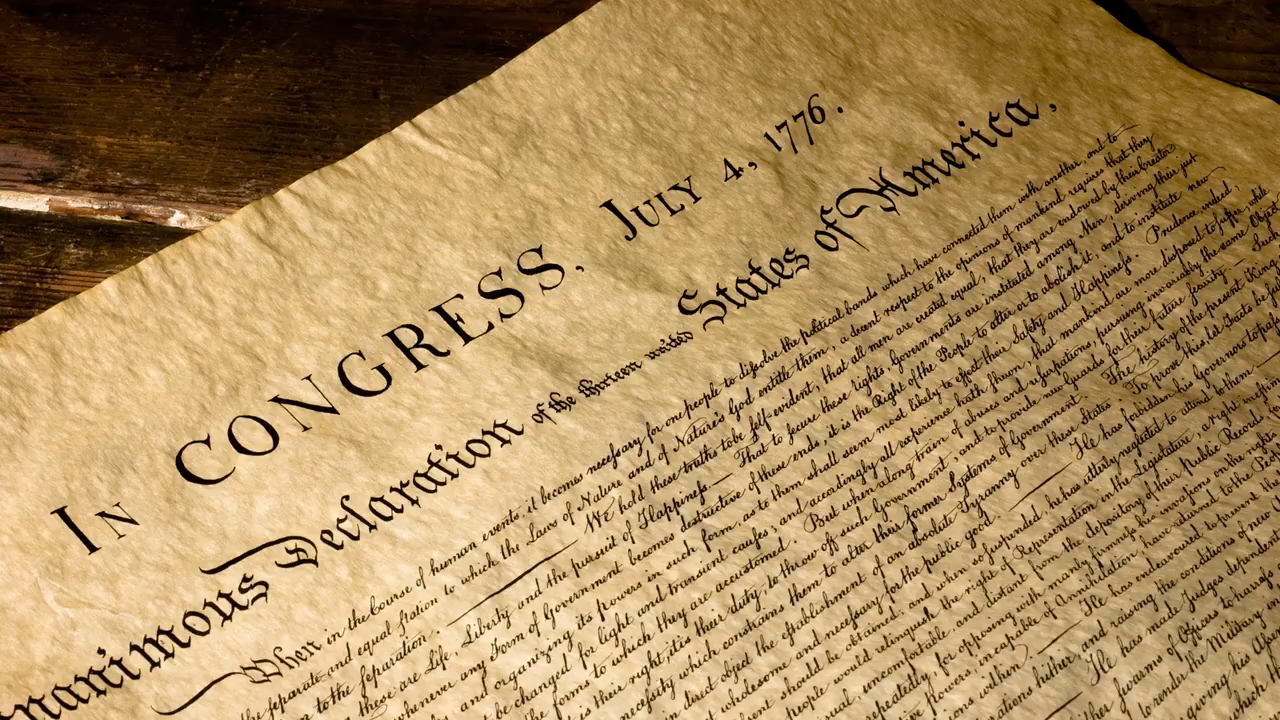 In CONGRESS, July 4, 1776.
nanimous Declaration of the thirteen united States of America,
When in the Course of human events, it becomes neceſsary for one people to diſsolve the political bands which have connected them with another, and to
the separate and equal station to which the Laws of Nature and of Nature's God entitle them, a decent respect to the opinions of mankind requires that they
to the separation. — We hold these truths to be self-evident, that all men are created equal, that they are endowed by their Creator
these are Life, Liberty and the pursuit of Happineſs.— That to secure these rights, Governments are instituted among Men, deriving their just
whenever any Form of Government becomes destructive of these ends, it is the Right of the People to alter or to abolish it, and to institute new
and organizing its powers in such form, as to them shall seem most likely to effect their Safety and Happineſs. Prudence, indeed,
be changed for light and transient causes; and accordingly all experience hath shewn, that mankind are more disposed to suffer, while
the forms to which they are accustomed. But when a long train of abuses and usurpations, pursuing invariably the same Object
is their right, it is their duty, to throw off such Government, and to provide new Guards for their future security.— Such
neceſsity which constrains them to alter their former Systems of Government. The history of the present King
in direct object the establishment of an absolute Tyranny over these States. To prove this, let Facts be
wholesome and neceſsary for the public good. — He has forbidden his Governors to paſs
should be obtained; and when so suspended, he has utterly neglected to attend to them. —
people would relinquish the right of Representation in the Legislature, a right
uncomfortable, and distant from the depository of their public Record
repeatedly, for opposing with manly firmneſs his invasions on the
powers, incapable of Annihilation, have returned to the
within — He has endeavoured to prevent the
hither, and raising the conditions of new
— He has made Judges dependent
swarms of Officers to
to render the Military
giving his
which